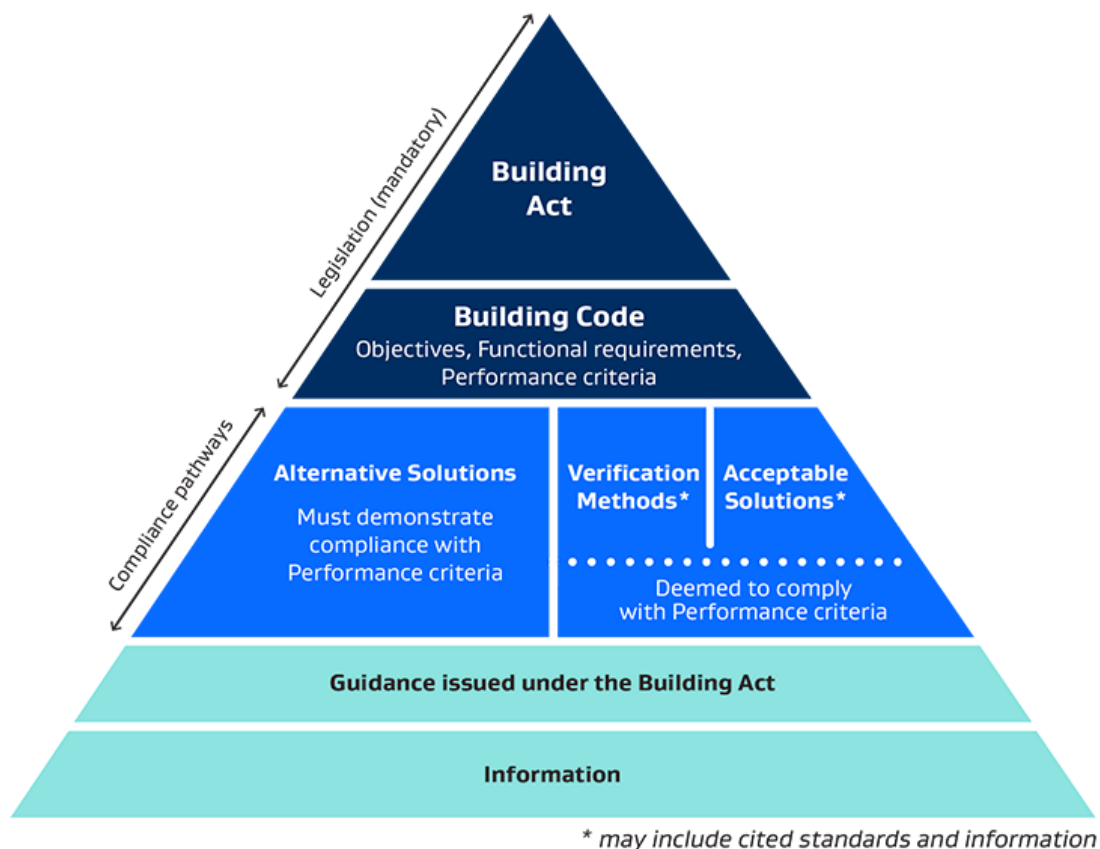 Legislation (mandatory)
Building
Act
Building Code
Objectives, Functional requirements,
Performance criteria
Compliance pathways
Alternative Solutions
Must demonstrate
compliance with
Performance criteria
Verification
Methods*
Acceptable
Solutions*
Deemed to comply
with Performance criteria
Guidance issued under the Building Act
Information
* may include cited standards and information